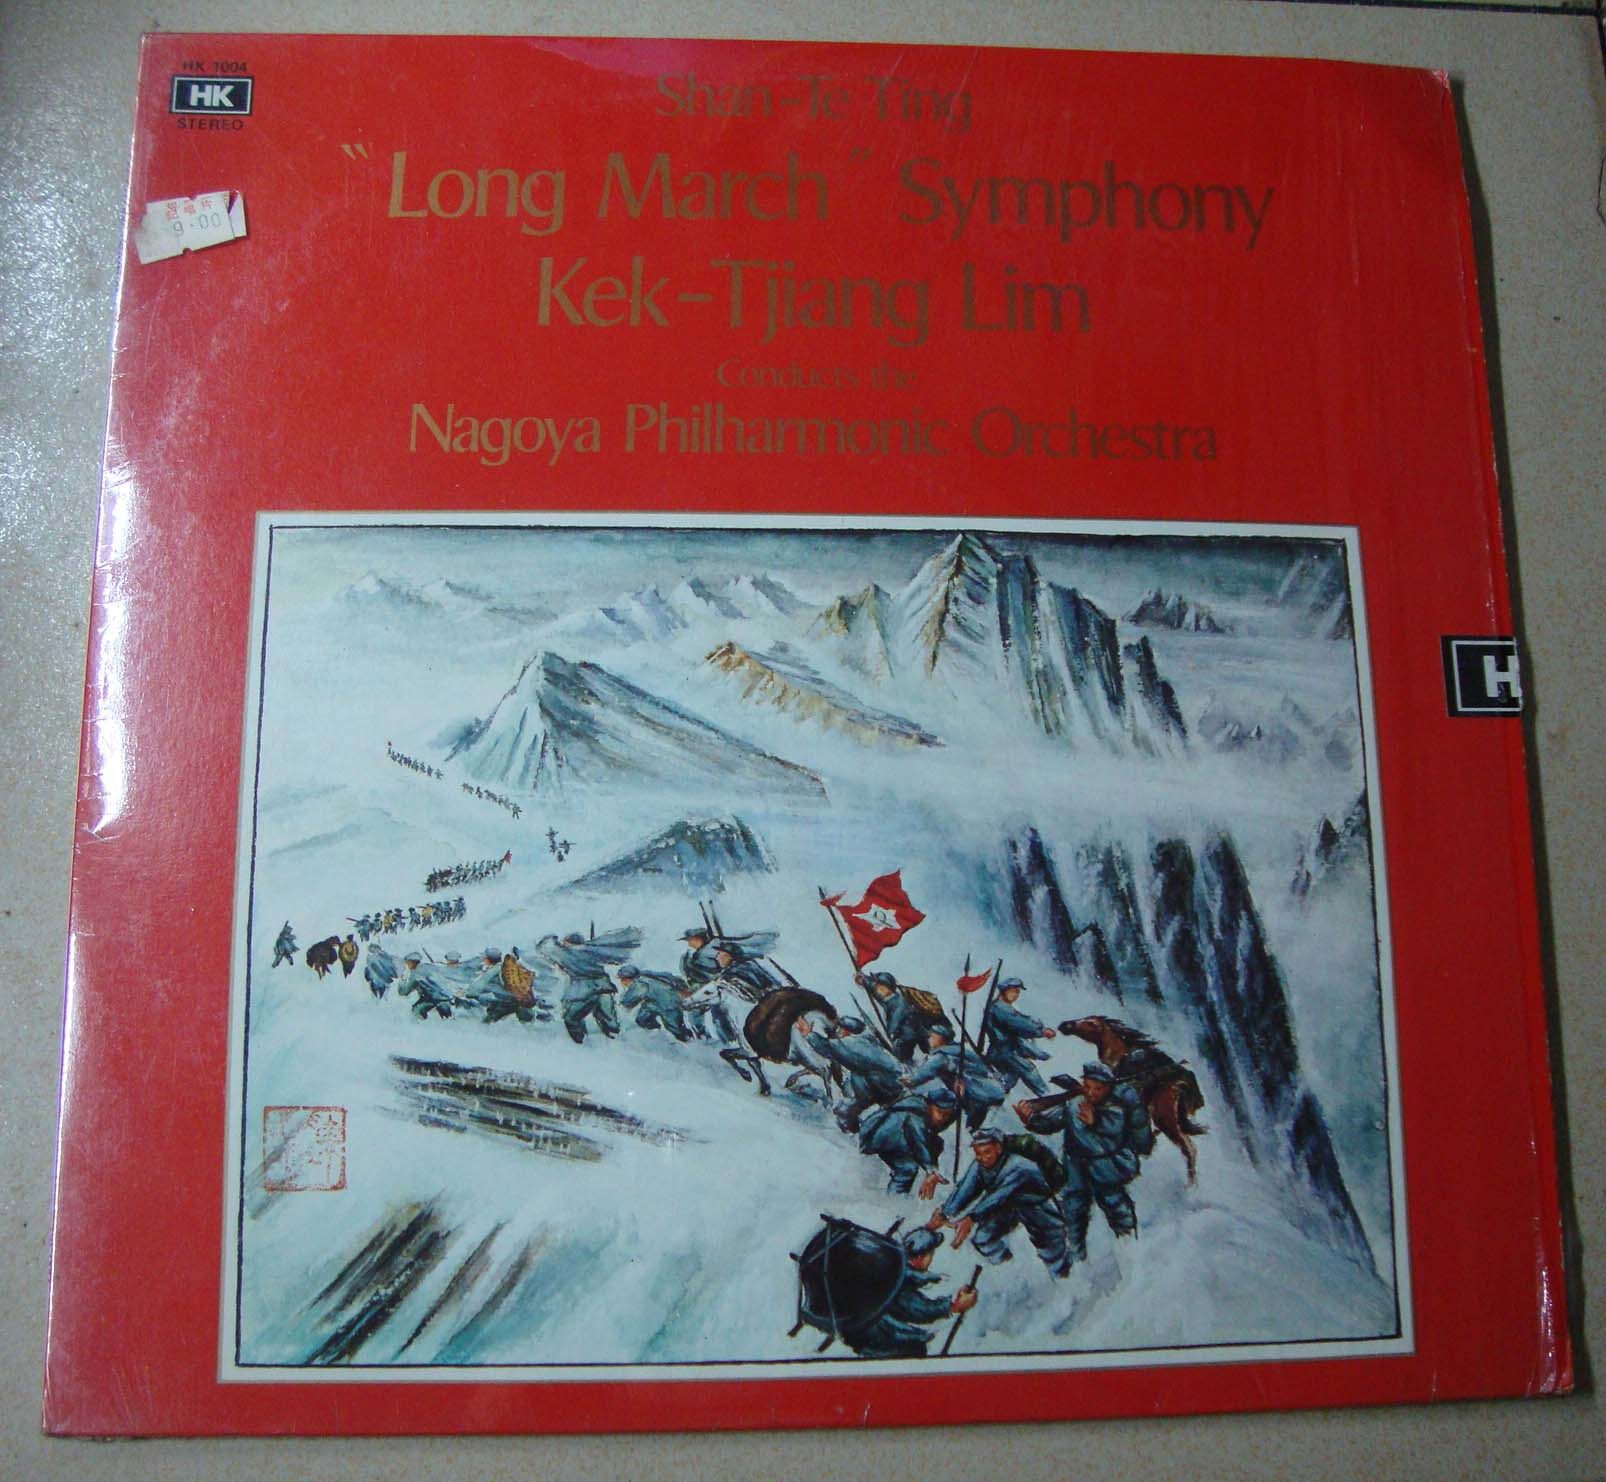 HK 1004
HK
STEREO
9.00
Shan-Te Ting
"Long March" Symphony
Kek-Tjiang Lim
Conducts the
Nagoya Philharmonic Orchestra
H